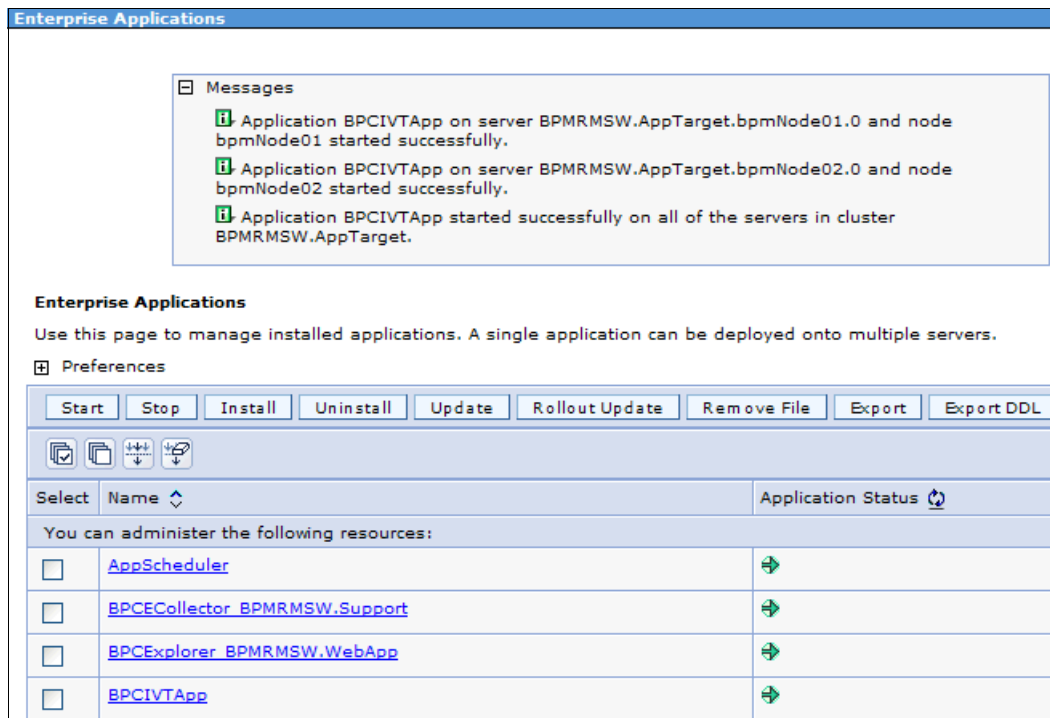 Enterprise Applications
Messages
Application BPCIVTApp on server BPMRMSW.AppTarget.bpmNode01.0 and node
bpmNode01 started successfully.
Application BPCIVTApp on server BPMRMSW.AppTarget.bpmNode02.0 and node
bpmNode02 started successfully.
Application BPCIVTApp started successfully on all of the servers in cluster
BPMRMSW.AppTarget.
Enterprise Applications
Use this page to manage installed applications. A single application can be deployed onto multiple servers.
Preferences
Start Stop Install Uninstall Update Rollout Update Remove File Export Export DDL
Select Name Application Status
You can administer the following resources:
AppScheduler
BPCECollector_BPMRMSW.Support
BPCExplorer_BPMRMSW.WebApp
BPCIVTApp